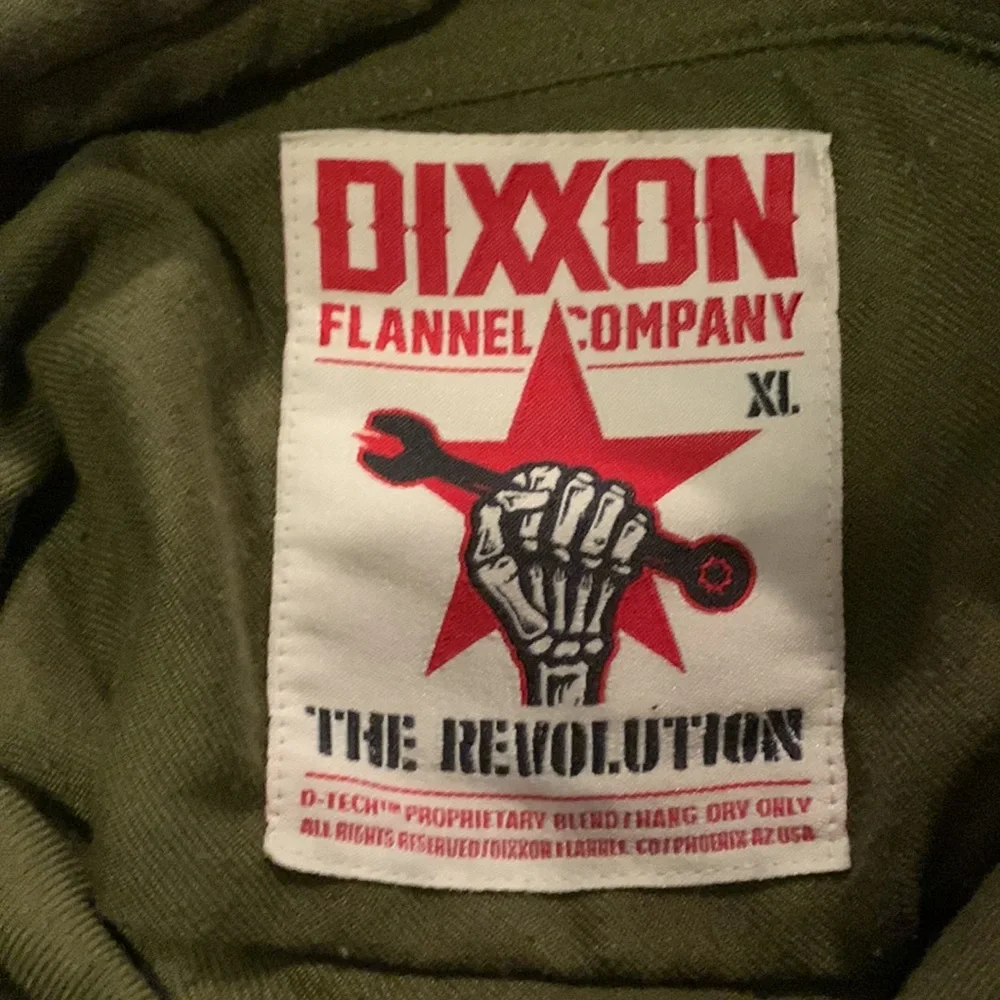 DIXXON
FLANNEL COMPANY
XL
THE REVOLUTION
D-TECH™ PROPRIETARY BLEND / HANG DRY ONLY
ALL RIGHTS RESERVED / DIXXON FLANNEL CO / PHOENIX AZ USA